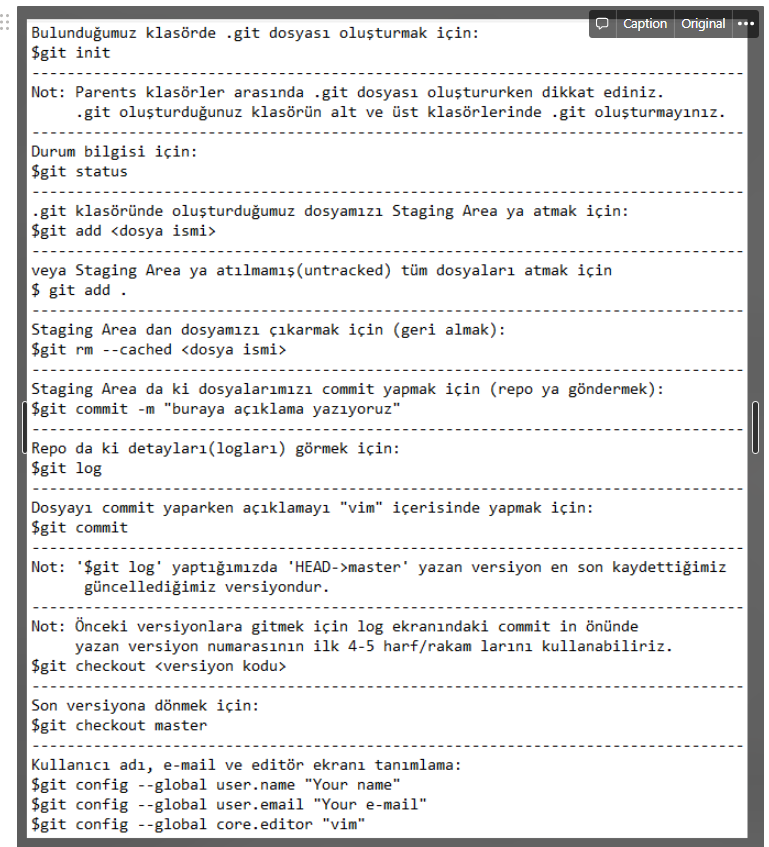 Caption Original •••
Bulunduğumuz klasörde .git dosyası oluşturmak için:
$git init
---------------------------------------------------------------------------------
Not: Parents klasörler arasında .git dosyası oluştururken dikkat ediniz.
.git oluşturduğunuz klasörün alt ve üst klasörlerinde .git oluşturmayınız.
---------------------------------------------------------------------------------
Durum bilgisi için:
$git status
---------------------------------------------------------------------------------
.git klasöründe oluşturduğumuz dosyamızı Staging Area ya atmak için:
$git add <dosya ismi>
---------------------------------------------------------------------------------
veya Staging Area ya atılmamış(untracked) tüm dosyaları atmak için
$ git add .
---------------------------------------------------------------------------------
Staging Area dan dosyamızı çıkarmak için (geri almak):
$git rm --cached <dosya ismi>
---------------------------------------------------------------------------------
Staging Area da ki dosyalarımızı commit yapmak için (repo ya göndermek):
$git commit -m "buraya açıklama yazıyoruz"
---------------------------------------------------------------------------------
Repo da ki detayları(logları) görmek için:
$git log
---------------------------------------------------------------------------------
Dosyayı commit yaparken açıklamayı "vim" içerisinde yapmak için:
$git commit
---------------------------------------------------------------------------------
Not: '$git log' yaptığımızda 'HEAD->master' yazan versiyon en son kaydettiğimiz
güncellediğimiz versiyondur.
---------------------------------------------------------------------------------
Not: Önceki versiyonlara gitmek için log ekranındaki commit in önünde
yazan versiyon numarasının ilk 4-5 harf/rakam larını kullanabiliriz.
$git checkout <versiyon kodu>
---------------------------------------------------------------------------------
Son versiyona dönmek için:
$git checkout master
---------------------------------------------------------------------------------
Kullanıcı adı, e-mail ve editör ekranı tanımlama:
$git config --global user.name "Your name"
$git config --global user.email "Your e-mail"
$git config --global core.editor "vim"